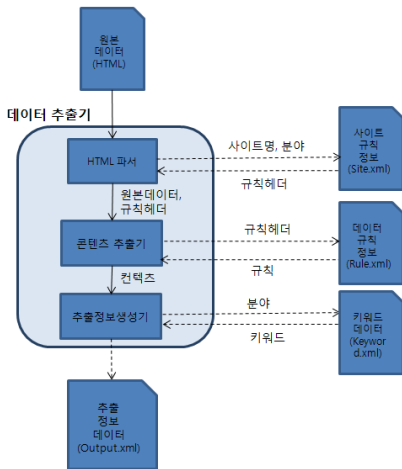 원본
데이터
(HTML)
데이터 추출기
HTML 파서
사이트명, 분야
규칙헤더
사이트
규칙
정보
(Site.xml)
원본데이터,
규칙헤더
콘텐츠 추출기
규칙헤더
규칙
데이터
규칙
정보
(Rule.xml)
컨텍즈
추출정보생성기
분야
키워드
키워드
데이터
(Keywor
d.xml)
추출
정보
데이터
(Output.xml)